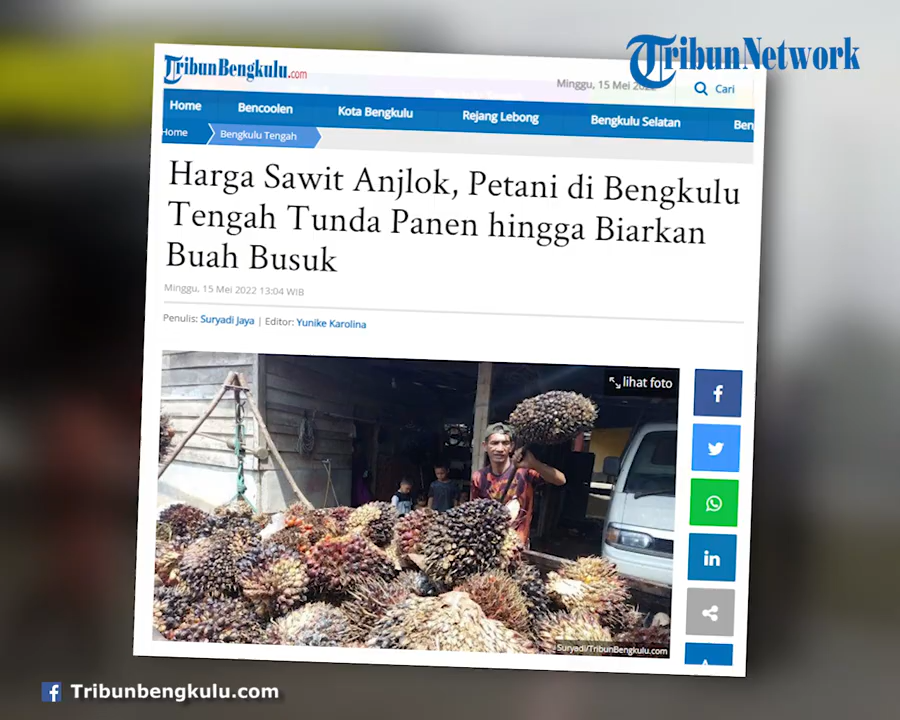 TribunNetwork
TribunBengkulu.com
Minggu, 15 Mei 2022
Cari
Home Bencoolen Kota Bengkulu Rejang Lebong Bengkulu Selatan Ben
Home Bengkulu Tengah
Harga Sawit Anjlok, Petani di Bengkulu
Tengah Tunda Panen hingga Biarkan
Buah Busuk
Minggu, 15 Mei 2022 13:04 WIB
Penulis: Suryadi Jaya | Editor: Yunike Karolina
lihat foto
Suryadi/TribunBengkulu.com
Tribunbengkulu.com